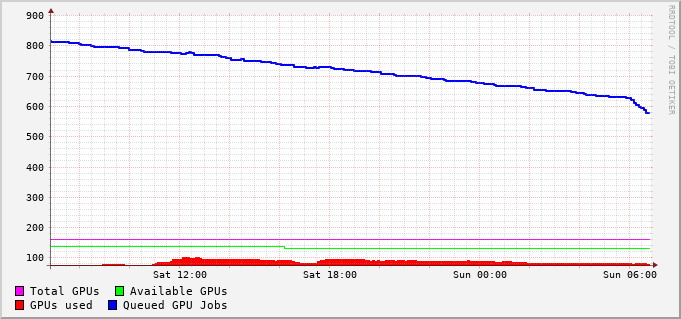 900
800
700
600
500
400
300
200
100
Sat 12:00 Sat 18:00 Sun 00:00 Sun 06:00
Total GPUs Available GPUs
GPUs used Queued GPU Jobs
RRDTOOL / TOBI OETIKER